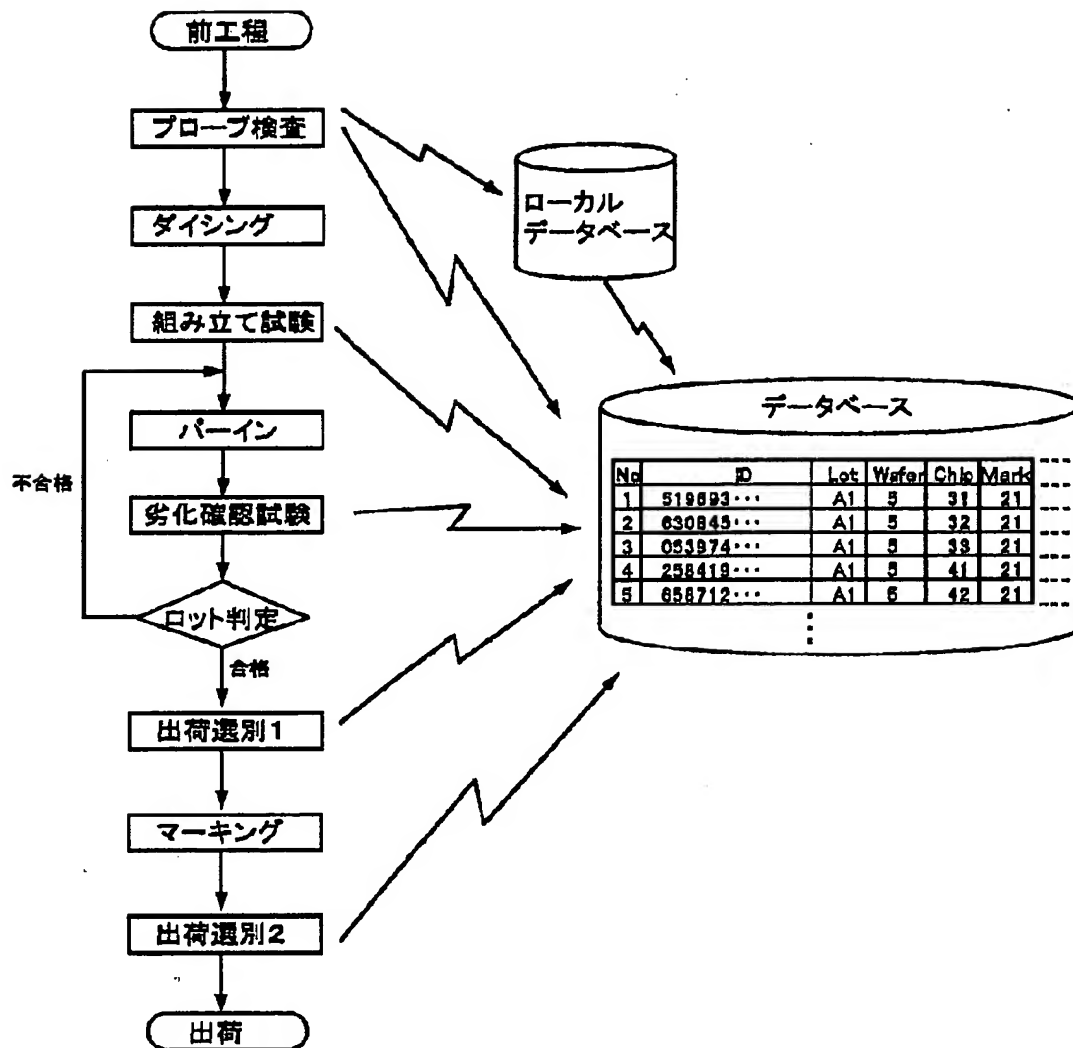 前工程
プローブ検査
ダイシング
組み立て試験
バーイン
劣化確認試験
不合格
ロット判定
合格
出荷選別1
マーキング
出荷選別2
出荷
ローカル
データベース
データベース
No ID Lot Wafer Chip Mark
1 519693··· A1 5 31 21
2 630845··· A1 5 32 21
3 053974··· A1 5 33 21
4 258419··· A1 5 41 21
5 658712··· A1 5 42 21